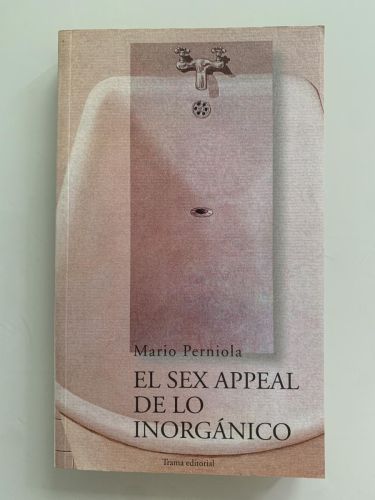 Mario Perniola
EL SEX APPEAL
DE LO
INORGÁNICO
Trama editorial